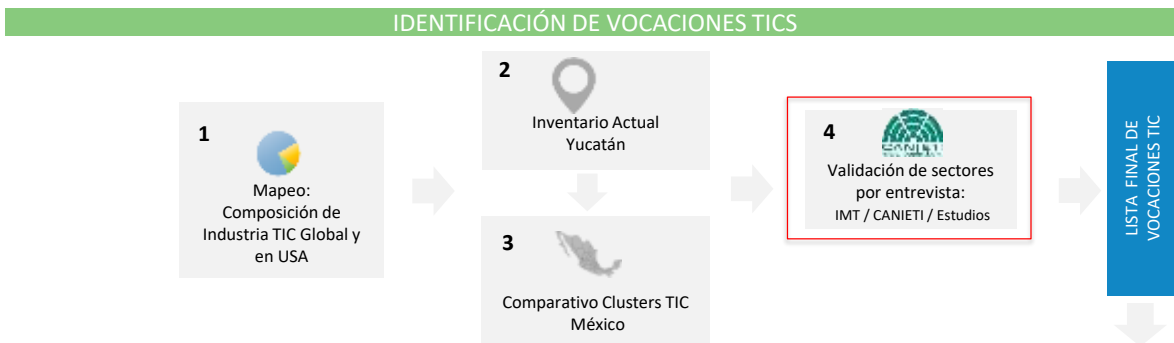 IDENTIFICACIÓN DE VOCACIONES TICS
1
Mapeo:
Composición de
Industria TIC Global y
en USA
2
Inventario Actual
Yucatán
3
Comparativo Clusters TIC
México
4
CANIETI
Validación de sectores
por entrevista:
IMT / CANIETI / Estudios
LISTA FINAL DE
VOCACIONES TIC